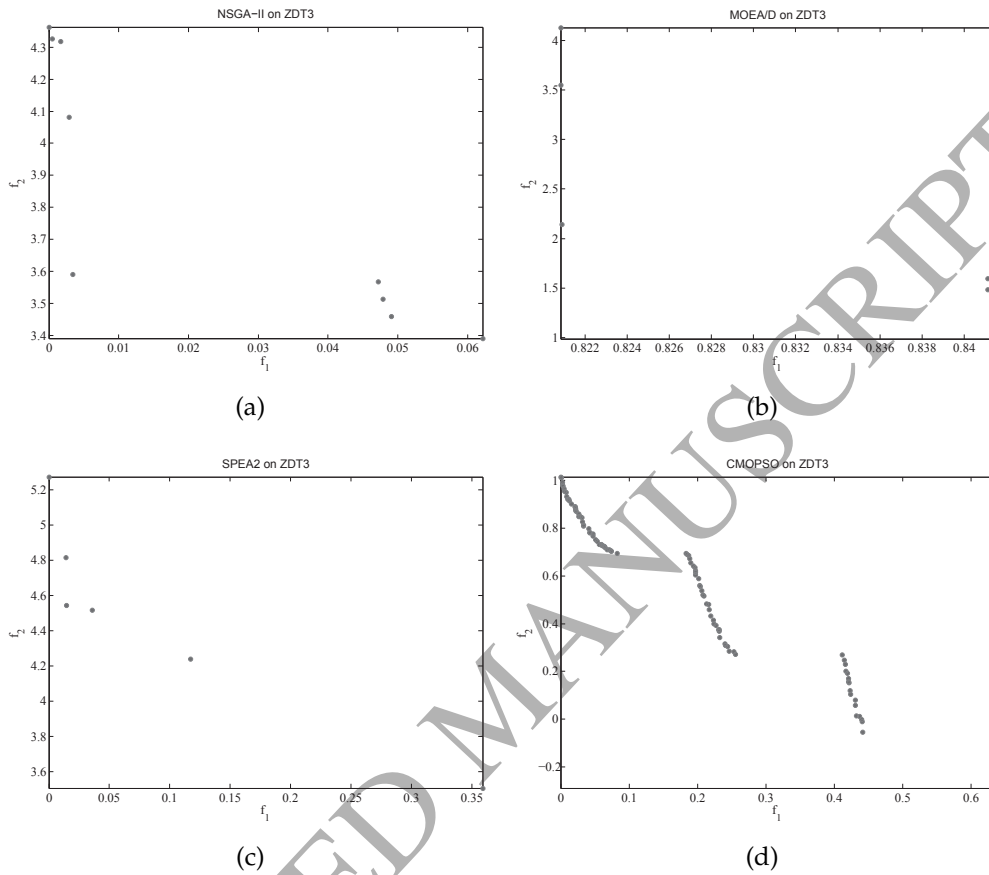 NSGA−II on ZDT3
4.3
4.2
4.1
4
3.9
3.8
3.7
3.6
3.5
3.4
f2
0 0.01 0.02 0.03 0.04 0.05 0.06
f1
(a)
MOEA/D on ZDT3
4
3.5
3
2.5
2
1.5
1
f2
0.822 0.824 0.826 0.828 0.83 0.832 0.834 0.836 0.838 0.84
f1
(b)
SPEA2 on ZDT3
5.2
5
4.8
4.6
4.4
4.2
4
3.8
3.6
f2
0 0.05 0.1 0.15 0.2 0.25 0.3 0.35
f1
(c)
CMOPSO on ZDT3
1
0.8
0.6
0.4
0.2
0
−0.2
f2
0 0.1 0.2 0.3 0.4 0.5 0.6
f1
(d)
ED MANUSCRIPT